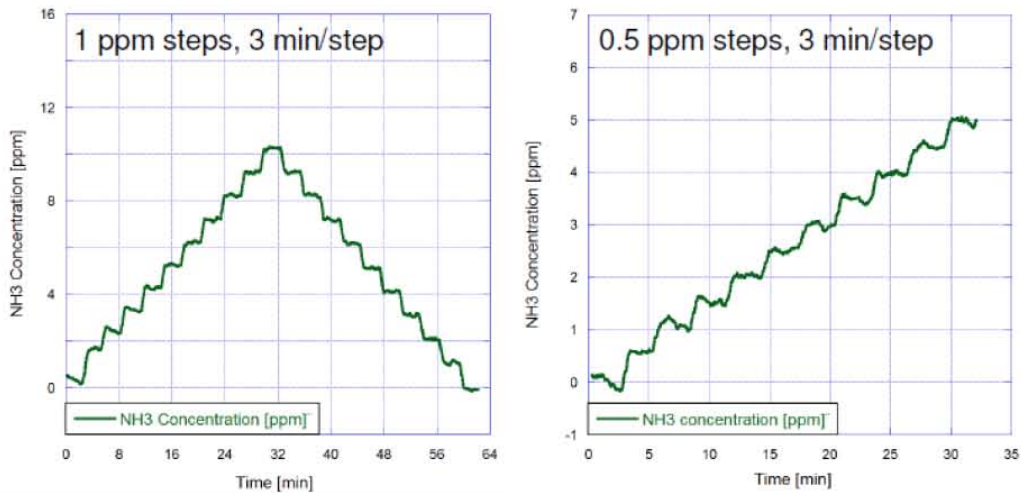 1 ppm steps, 3 min/step
NH3 Concentration [ppm]
16
12
8
4
0
NH3 Concentration [ppm]
0 8 16 24 32 40 48 56 64
Time [min]
0.5 ppm steps, 3 min/step
NH3 Concentration [ppm]
7
6
5
4
3
2
1
0
-1
NH3 concentration [ppm]
0 5 10 15 20 25 30 35
Time [min]